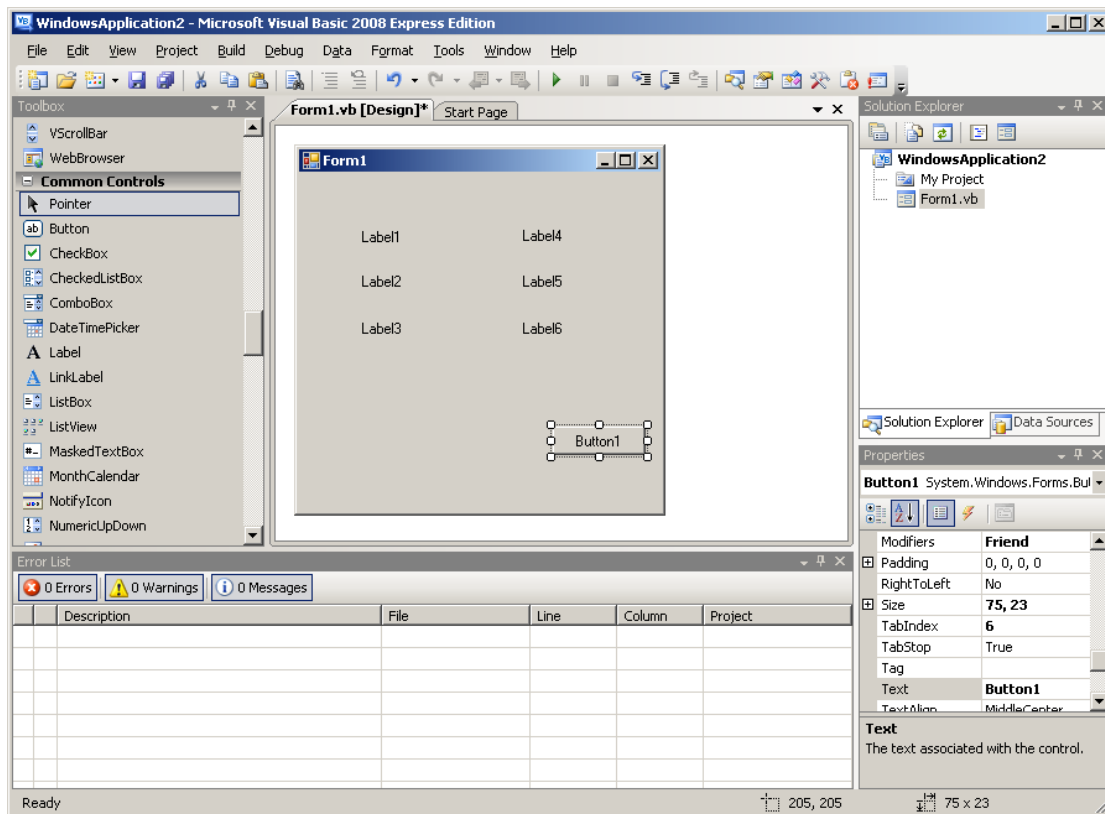 WindowsApplication2 - Microsoft Visual Basic 2008 Express Edition
File Edit View Project Build Debug Data Format Tools Window Help
Toolbox
VScrollBar
WebBrowser
Common Controls
Pointer
Button
CheckBox
CheckedListBox
ComboBox
DateTimePicker
Label
LinkLabel
ListBox
ListView
MaskedTextBox
MonthCalendar
NotifyIcon
NumericUpDown
Form1.vb [Design]* Start Page
Form1
Label1 Label4
Label2 Label5
Label3 Label6
Button1
Solution Explorer
WindowsApplication2
My Project
Form1.vb
Solution Explorer Data Sources
Properties
Button1 System.Windows.Forms.But
Modifiers Friend
Padding 0, 0, 0, 0
RightToLeft No
Size 75, 23
TabIndex 6
TabStop True
Tag
Text Button1
TextAlign MiddleCenter
Text
The text associated with the control.
Error List
0 Errors 0 Warnings 0 Messages
Description File Line Column Project
Ready 205, 205 75 x 23